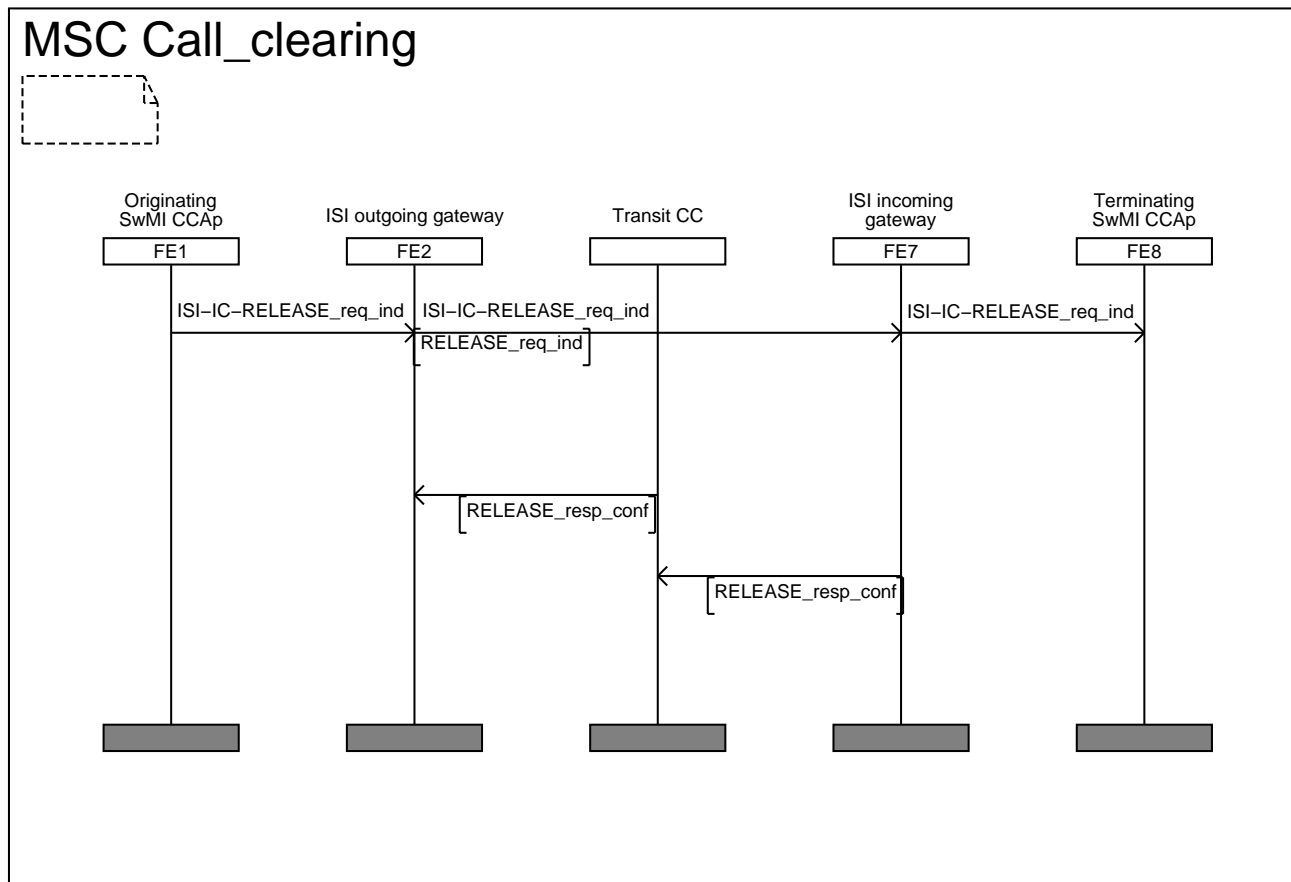 MSC Call_clearing
Originating
SwMI CCAp
ISI outgoing gateway
Transit CC
ISI incoming
gateway
Terminating
SwMI CCAp
FE1
FE2
FE7
FE8
ISI−IC−RELEASE_req_ind
ISI−IC−RELEASE_req_ind
ISI−IC−RELEASE_req_ind
RELEASE_req_ind
RELEASE_resp_conf
RELEASE_resp_conf